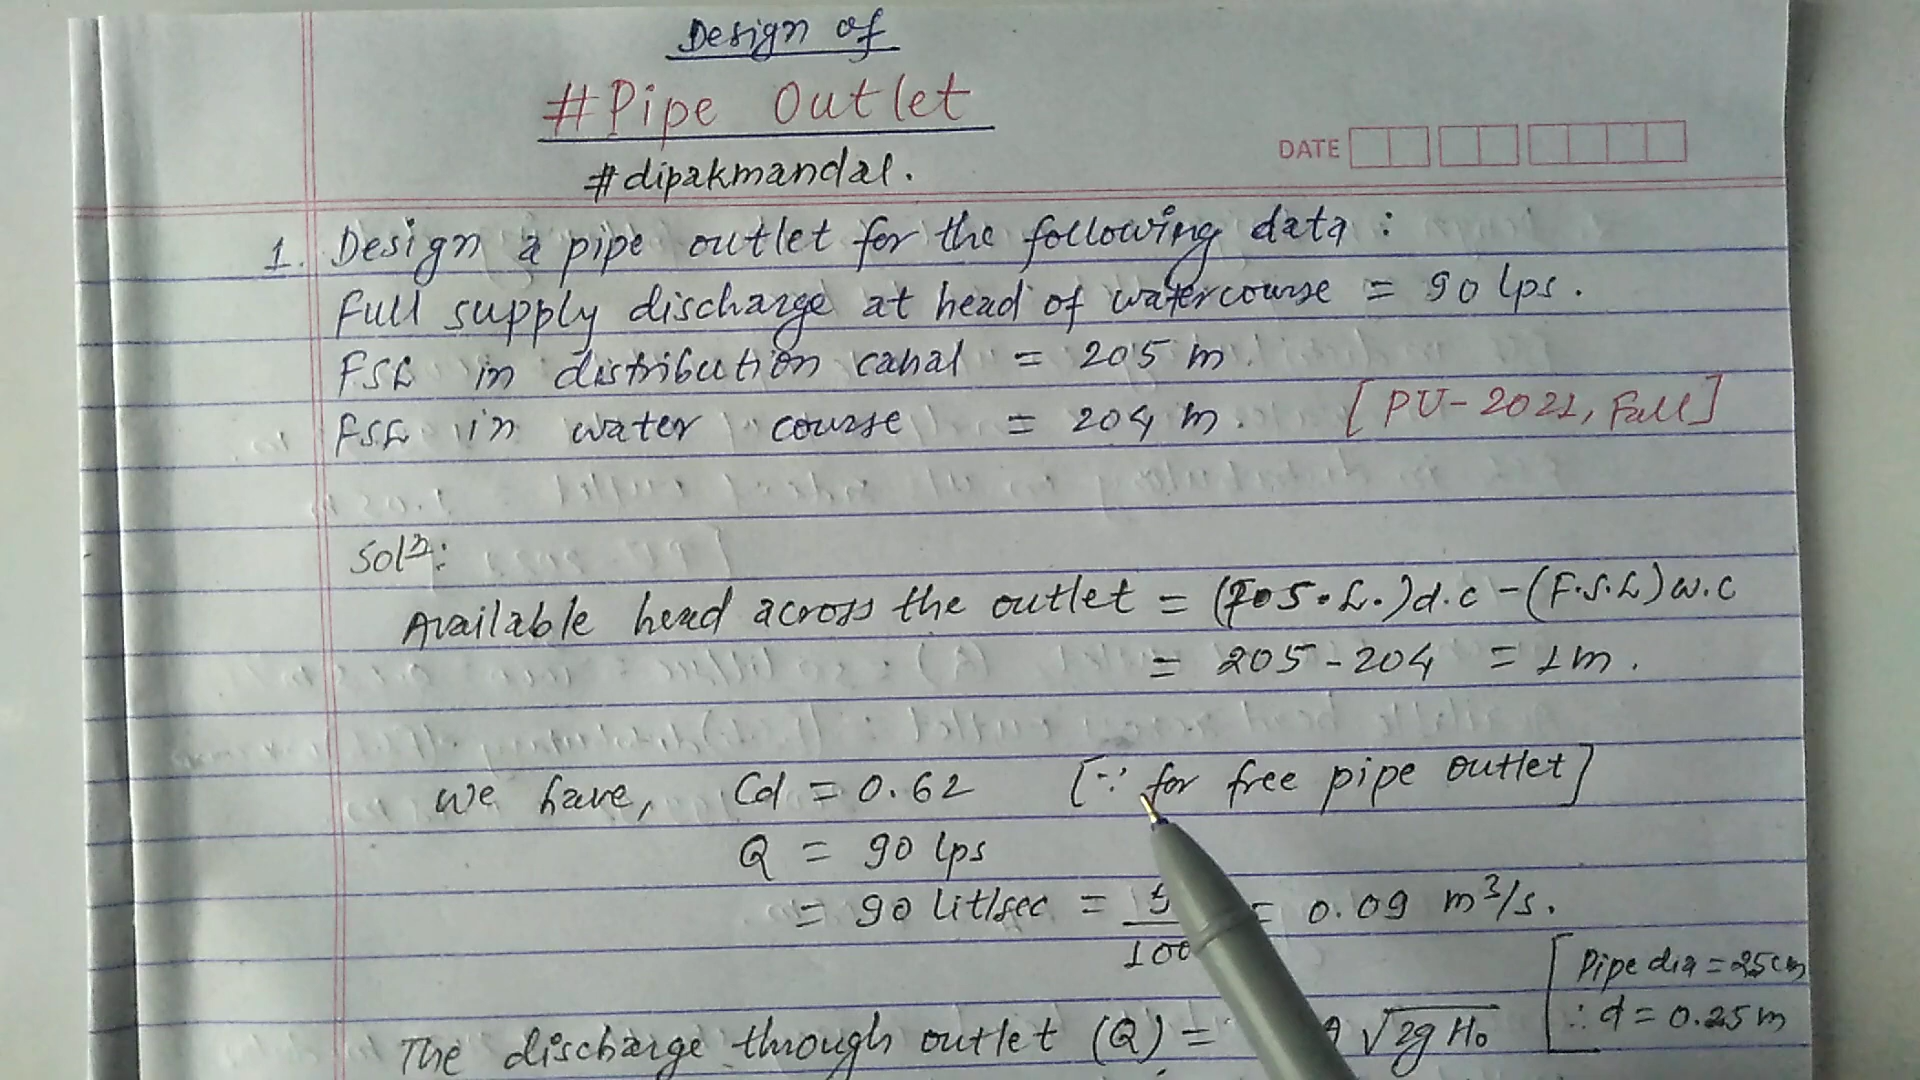 Design of
#Pipe Outlet
#dipakmandal.
DATE
1. Design a pipe outlet for the following data:
Full supply discharge at head of watercourse = 90 lps.
FSL in distribution canal = 205 m.
FSL in water course = 204 m. [PU-2021, Fall]
Solⁿ:
Available head across the outlet = (F.S.L.)d.c - (F.S.L)w.c
= 205 - 204 = 1m.
We have, Cd = 0.62 [∵ for free pipe outlet]
Q = 90 lps
= 90 lit/sec = = 0.09 m³/s.
[Pipe dia = 25cm
∴ d = 0.25 m
The discharge through outlet (Q) = A √2g H₀